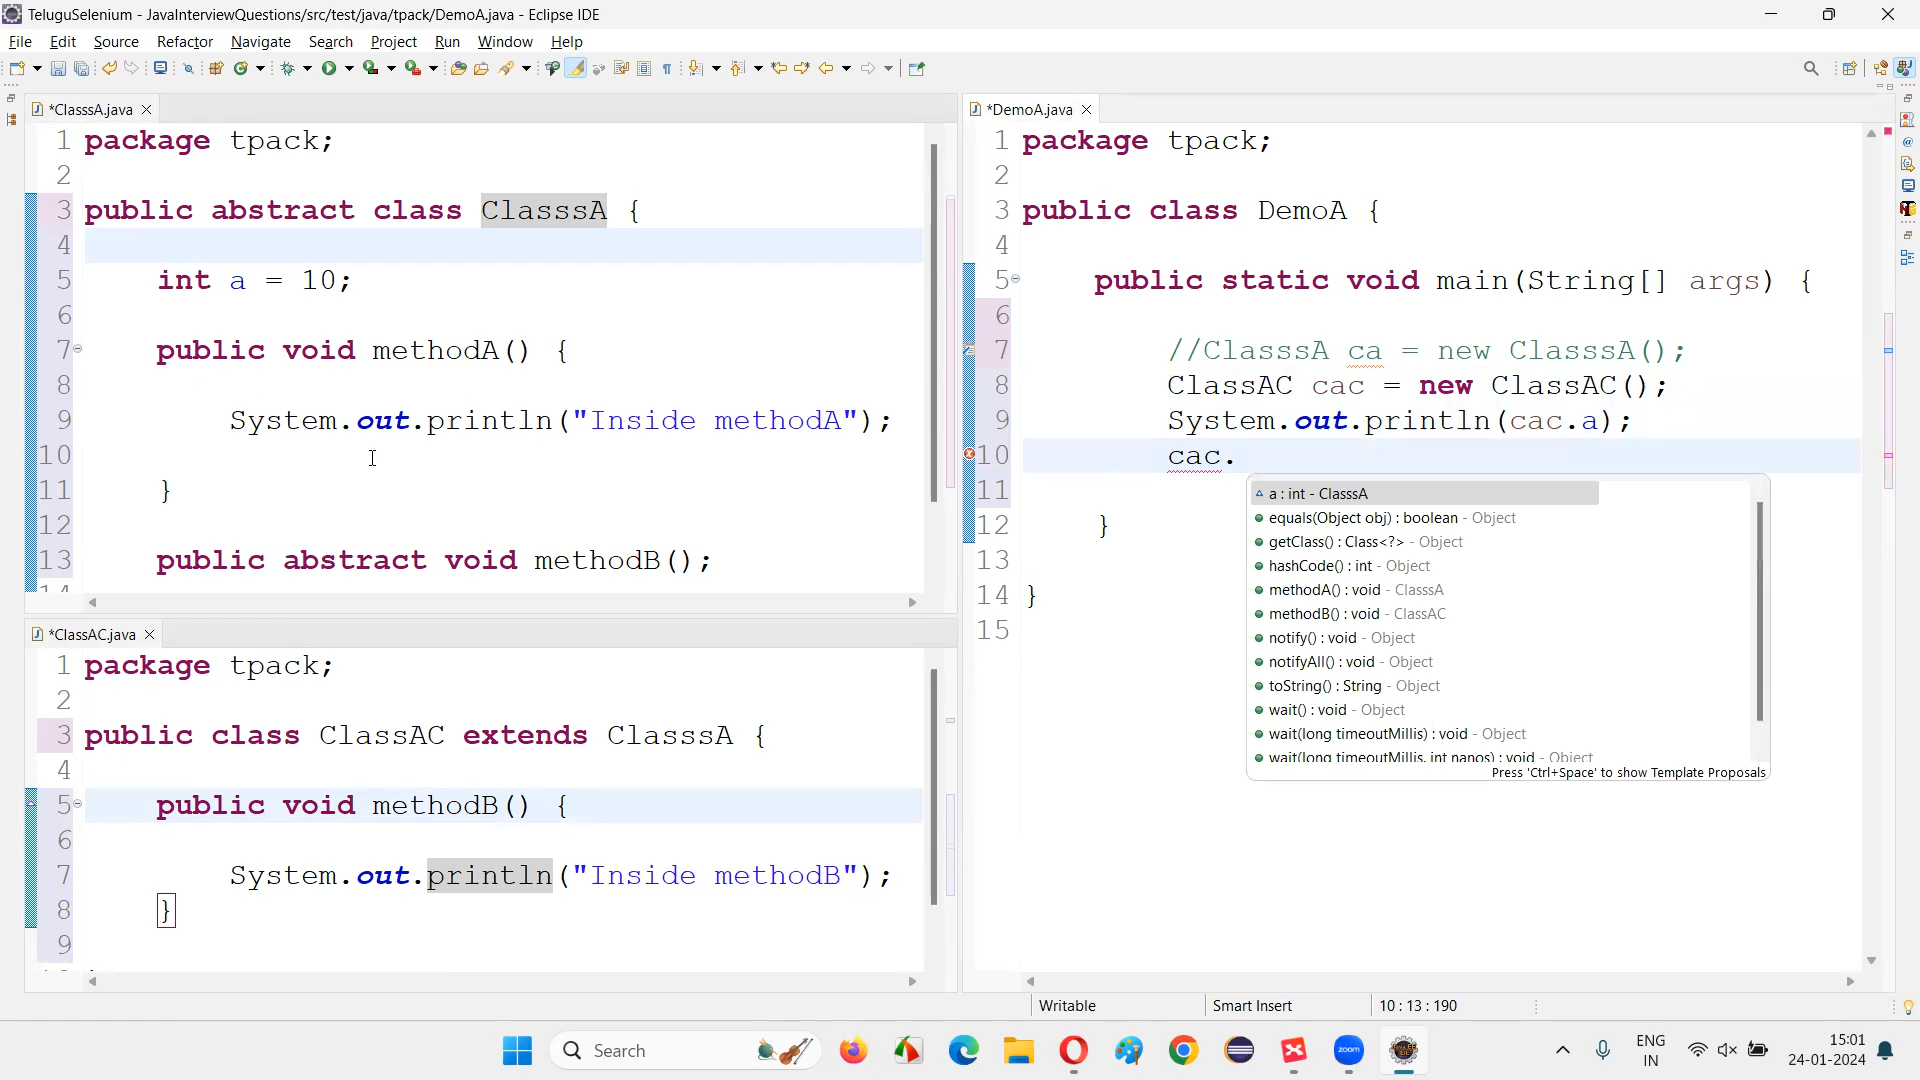 TeluguSelenium - JavaInterviewQuestions/src/test/java/tpack/DemoA.java - Eclipse IDE
File Edit Source Refactor Navigate Search Project Run Window Help
*ClasssA.java
1 package tpack;
2
3 public abstract class ClasssA {
4
5 int a = 10;
6
7 public void methodA() {
8
9 System.out.println("Inside methodA");
10
11 }
12
13 public abstract void methodB();
*ClassAC.java
1 package tpack;
2
3 public class ClassAC extends ClasssA {
4
5 public void methodB() {
6
7 System.out.println("Inside methodB");
8 }
9
*DemoA.java
1 package tpack;
2
3 public class DemoA {
4
5 public static void main(String[] args) {
6
7 //ClasssA ca = new ClasssA();
8 ClassAC cac = new ClassAC();
9 System.out.println(cac.a);
10 cac.
11
12 }
13
14 }
15
a : int - ClasssA
equals(Object obj) : boolean - Object
getClass() : Class<?> - Object
hashCode() : int - Object
methodA() : void - ClasssA
methodB() : void - ClassAC
notify() : void - Object
notifyAll() : void - Object
toString() : String - Object
wait() : void - Object
wait(long timeoutMillis) : void - Object
wait(long timeoutMillis, int nanos) : void - Object
Press 'Ctrl+Space' to show Template Proposals
Writable Smart Insert 10 : 13 : 190
Search
zoom
ENG
IN
15:01
24-01-2024